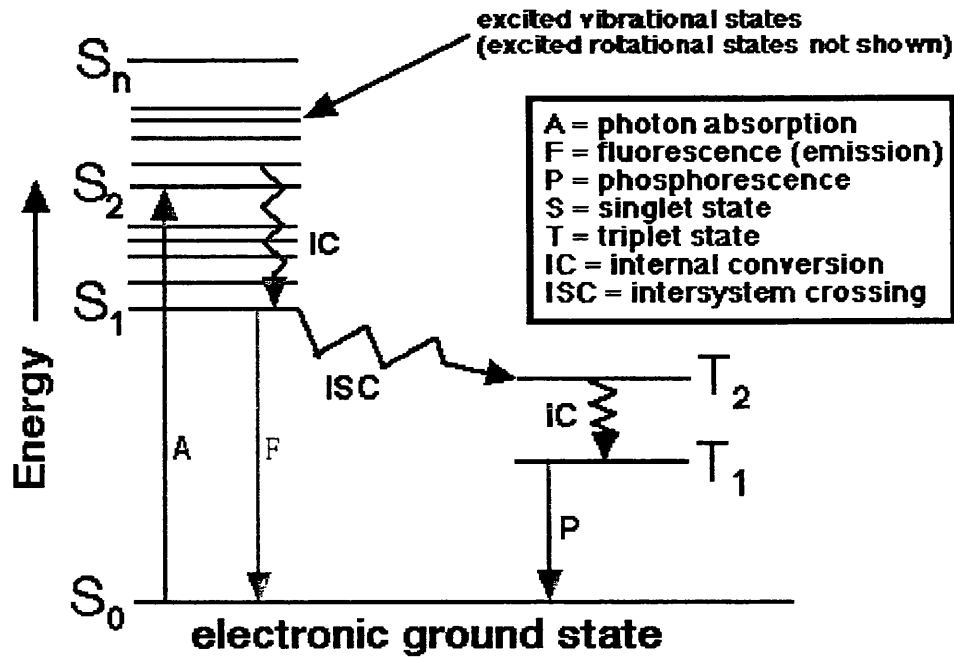 excited vibrational states
(excited rotational states not shown)
Sn
A = photon absorption
F = fluorescence (emission)
P = phosphorescence
S = singlet state
T = triplet state
IC = internal conversion
ISC = intersystem crossing
S2
IC
S1
Energy
ISC
T2
IC
T1
A
F
P
S0
electronic ground state